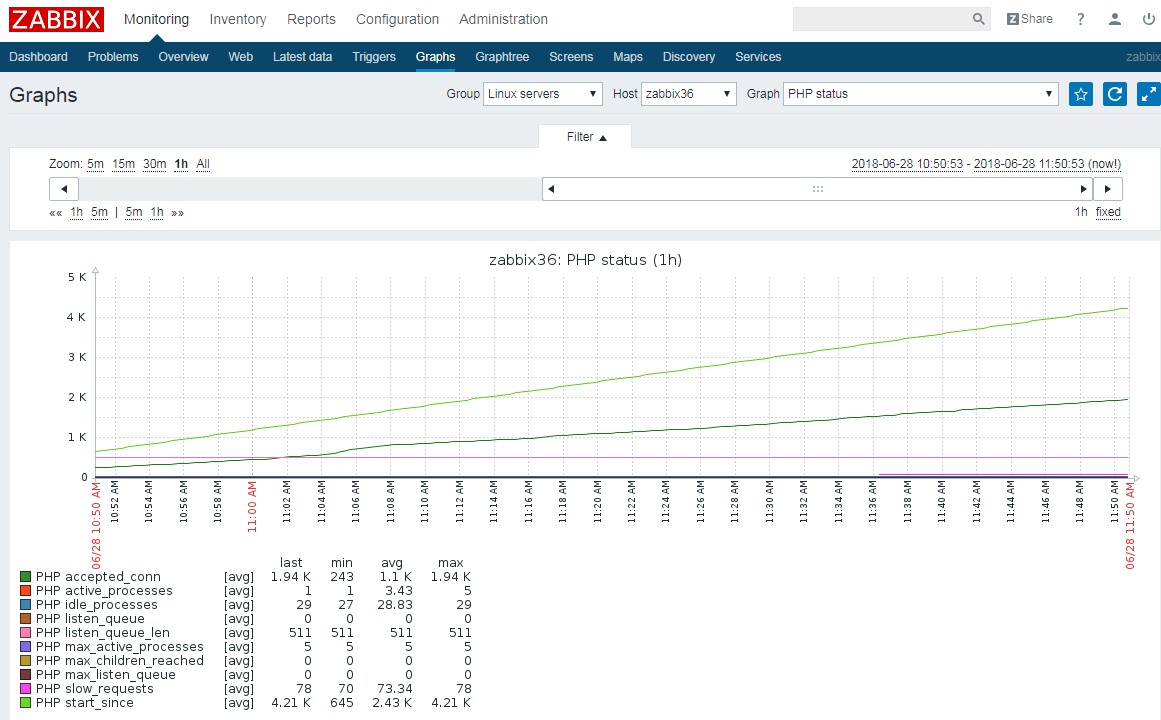 ZABBIX Monitoring Inventory Reports Configuration Administration Z Share ?
Dashboard Problems Overview Web Latest data Triggers Graphs Graphtree Screens Maps Discovery Services zabbix
Graphs Group Linux servers Host zabbix36 Graph PHP status
Filter
Zoom: 5m 15m 30m 1h All 2018-06-28 10:50:53 - 2018-06-28 11:50:53 (now!)
«« 1h 5m | 5m 1h »» 1h fixed
zabbix36: PHP status (1h)
5 K
4 K
3 K
2 K
1 K
0
06/28 10:50 AM 10:52 AM 10:54 AM 10:56 AM 10:58 AM 11:00 AM 11:02 AM 11:04 AM 11:06 AM 11:08 AM 11:10 AM 11:12 AM 11:14 AM 11:16 AM 11:18 AM 11:20 AM 11:22 AM 11:24 AM 11:26 AM 11:28 AM 11:30 AM 11:32 AM 11:34 AM 11:36 AM 11:38 AM 11:40 AM 11:42 AM 11:44 AM 11:46 AM 11:48 AM 11:50 AM 06/28 11:50 AM
last min avg max
PHP accepted_conn [avg] 1.94 K 243 1.1 K 1.94 K
PHP active_processes [avg] 1 1 3.43 5
PHP idle_processes [avg] 29 27 28.83 29
PHP listen_queue [avg] 0 0 0 0
PHP listen_queue_len [avg] 511 511 511 511
PHP max_active_processes [avg] 5 5 5 5
PHP max_children_reached [avg] 0 0 0 0
PHP max_listen_queue [avg] 0 0 0 0
PHP slow_requests [avg] 78 70 73.34 78
PHP start_since [avg] 4.21 K 645 2.43 K 4.21 K